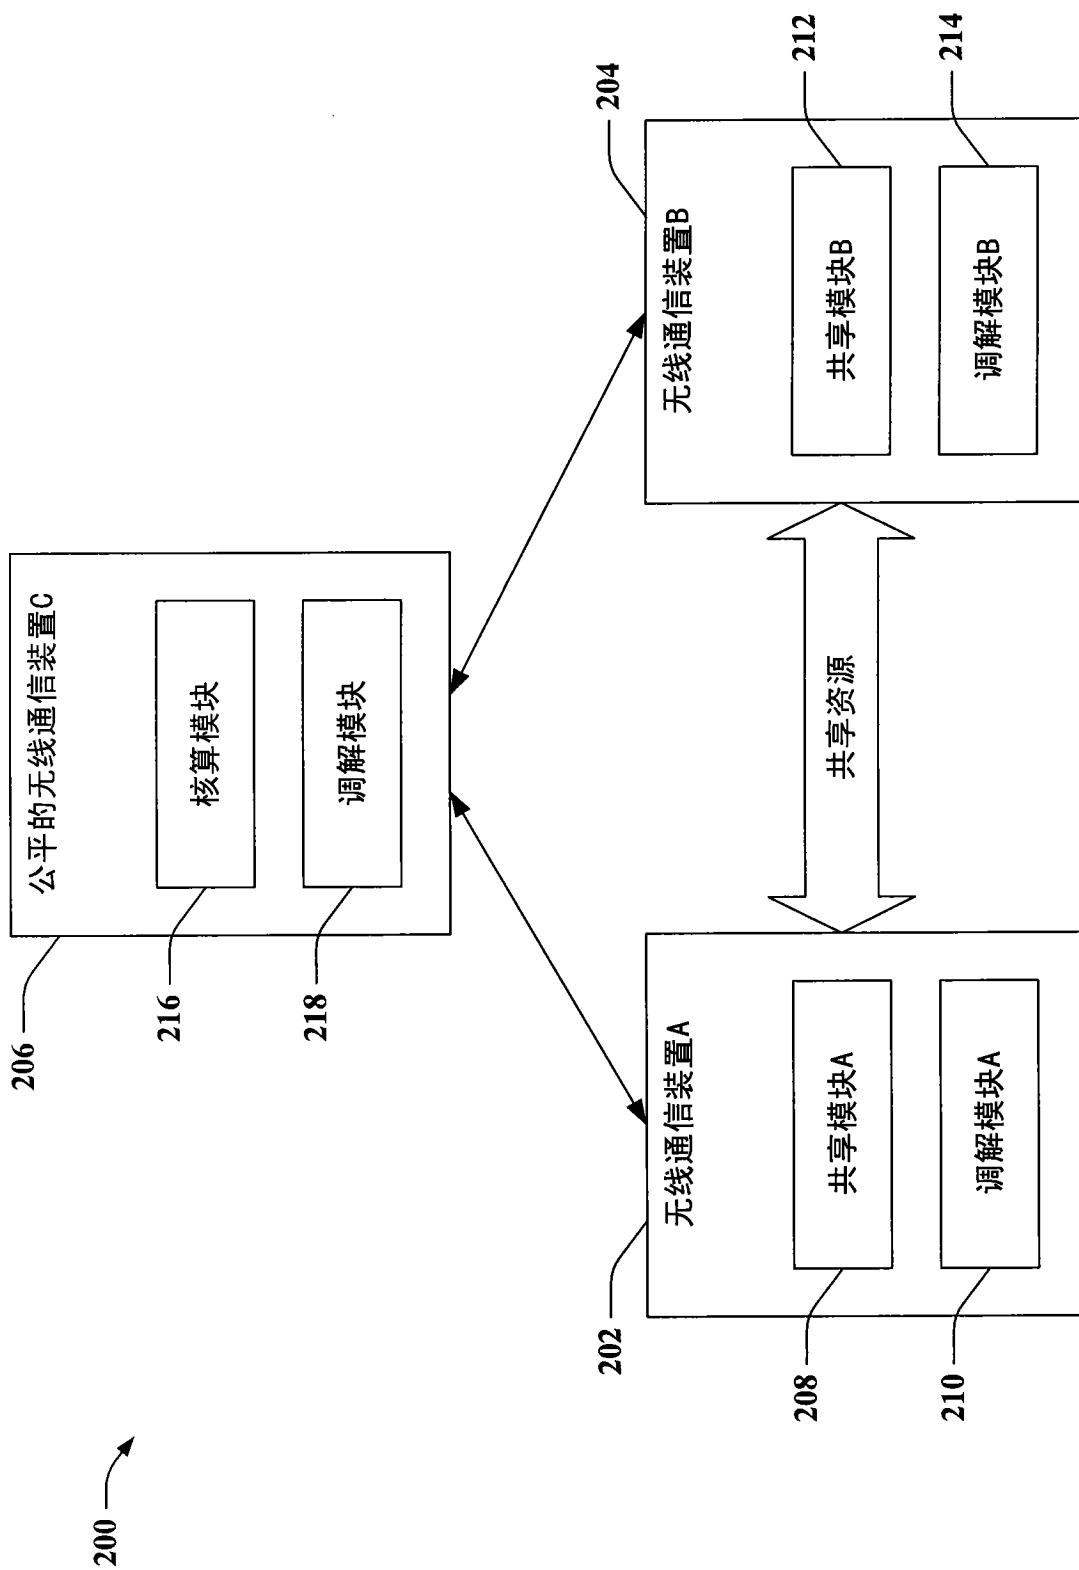 200
206
公平的无线通信装置C
216
核算模块
218
调解模块
202
无线通信装置A
208
共享模块A
210
调解模块A
共享资源
204
无线通信装置B
212
共享模块B
214
调解模块B